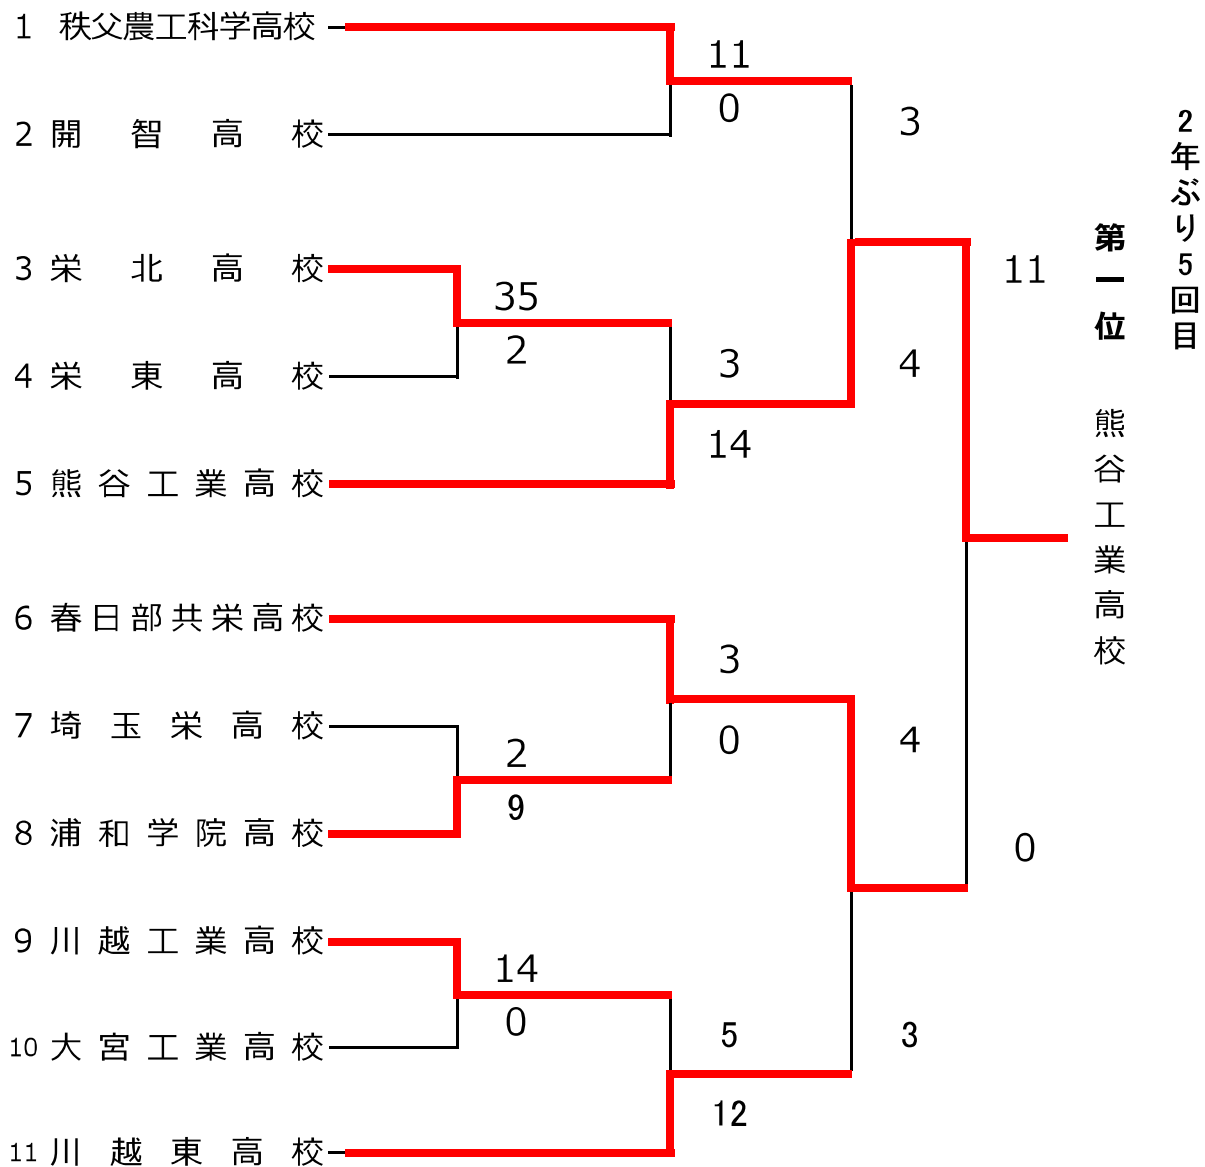 1 秩父農工科学高校
2 開智高校
3 栄北高校
4 栄東高校
5 熊谷工業高校
6 春日部共栄高校
7 埼玉栄高校
8 浦和学院高校
9 川越工業高校
10 大宮工業高校
11 川越東高校
35
2
2
9
14
0
11
0
3
14
3
0
5
12
3
4
4
3
11
0
第一位 熊谷工業高校
2年ぶり5回目